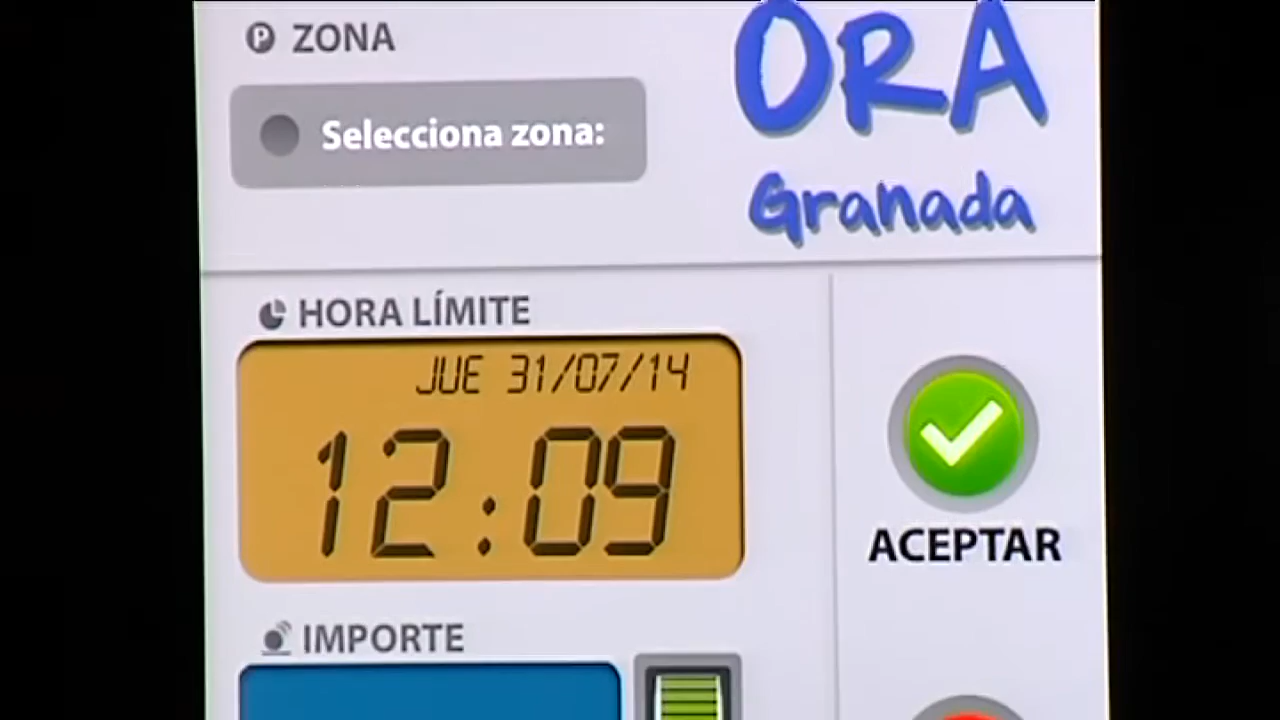 P ZONA
Selecciona zona:
ORA
Granada
HORA LÍMITE
JUE 31/07/14
12:09
ACEPTAR
IMPORTE